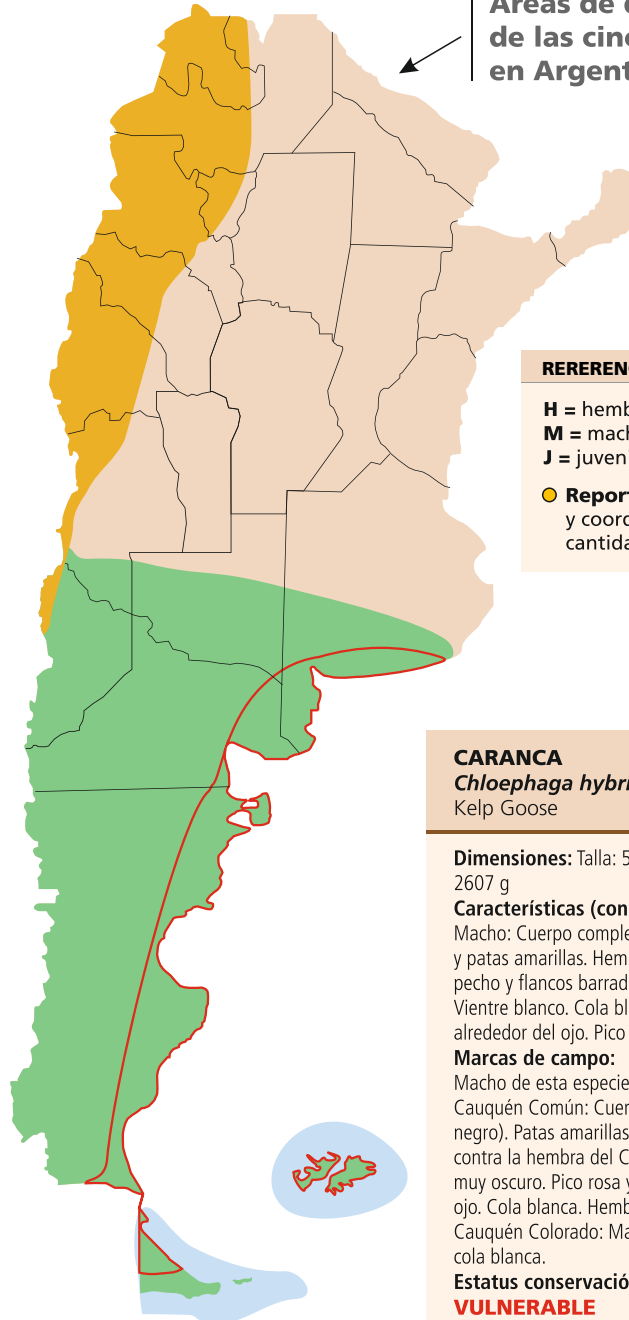 Áreas de
de las cinc
en Argent
RERERENC
H = hemb
M = mach
J = juven
Report
y coord
cantida
CARANCA
Chloephaga hybri
Kelp Goose
Dimensiones: Talla: 5
2607 g
Características (con
Macho: Cuerpo comple
y patas amarillas. Hem
pecho y flancos barrad
Vientre blanco. Cola bl
alrededor del ojo. Pico
Marcas de campo:
Macho de esta especie
Cauquén Común: Cuer
negro). Patas amarillas
contra la hembra del C
muy oscuro. Pico rosa y
ojo. Cola blanca. Hemb
Cauquén Colorado: Ma
cola blanca.
Estatus conservació
VULNERABLE